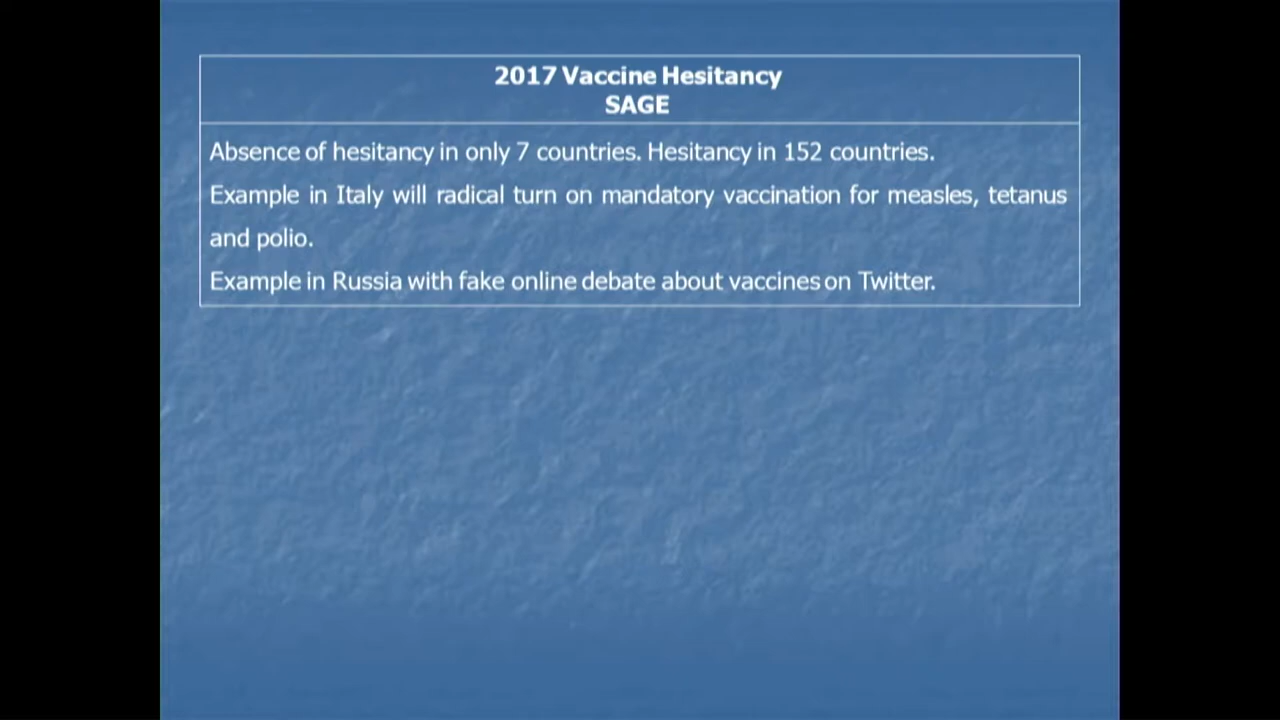 2017 Vaccine Hesitancy
SAGE
Absence of hesitancy in only 7 countries. Hesitancy in 152 countries.
Example in Italy will radical turn on mandatory vaccination for measles, tetanus
and polio.
Example in Russia with fake online debate about vaccines on Twitter.